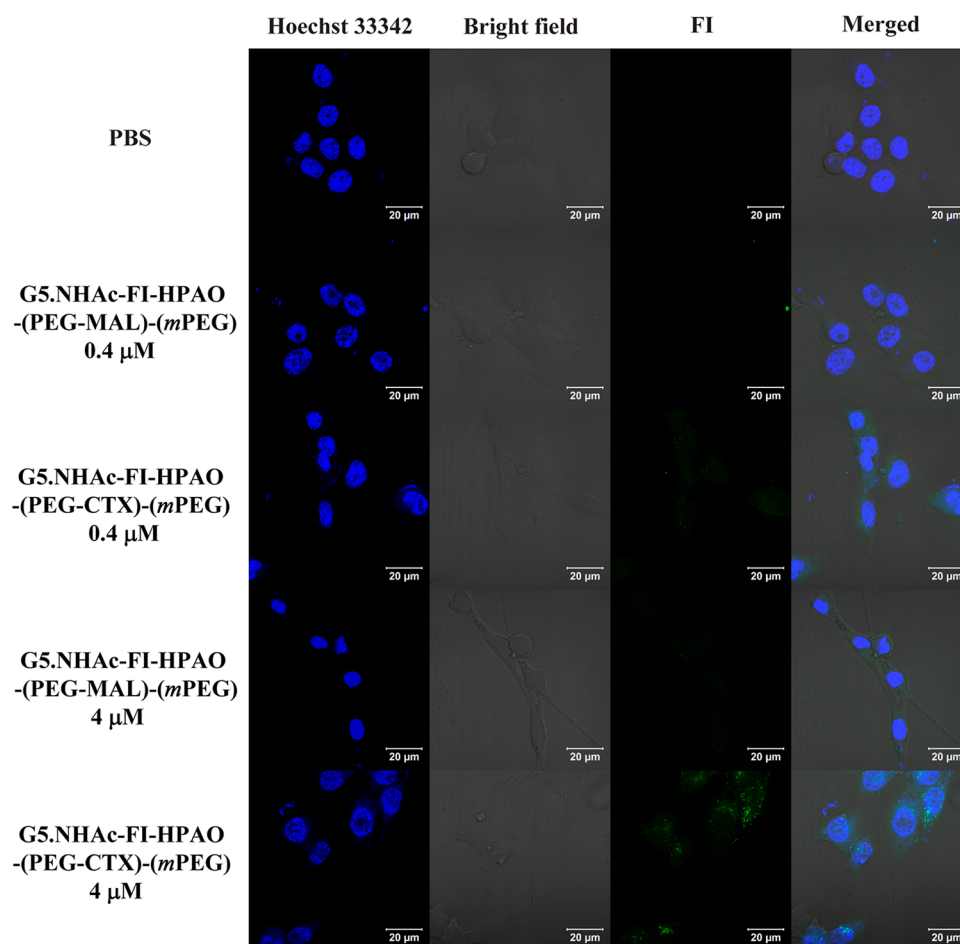 Hoechst 33342 Bright field FI Merged
PBS
20 μm 20 μm 20 μm 20 μm
G5.NHAc-FI-HPAO
-(PEG-MAL)-(mPEG)
0.4 μM
20 μm 20 μm 20 μm 20 μm
G5.NHAc-FI-HPAO
-(PEG-CTX)-(mPEG)
0.4 μM
20 μm 20 μm 20 μm 20 μm
G5.NHAc-FI-HPAO
-(PEG-MAL)-(mPEG)
4 μM
20 μm 20 μm 20 μm 20 μm
G5.NHAc-FI-HPAO
-(PEG-CTX)-(mPEG)
4 μM
20 μm 20 μm 20 μm 20 μm